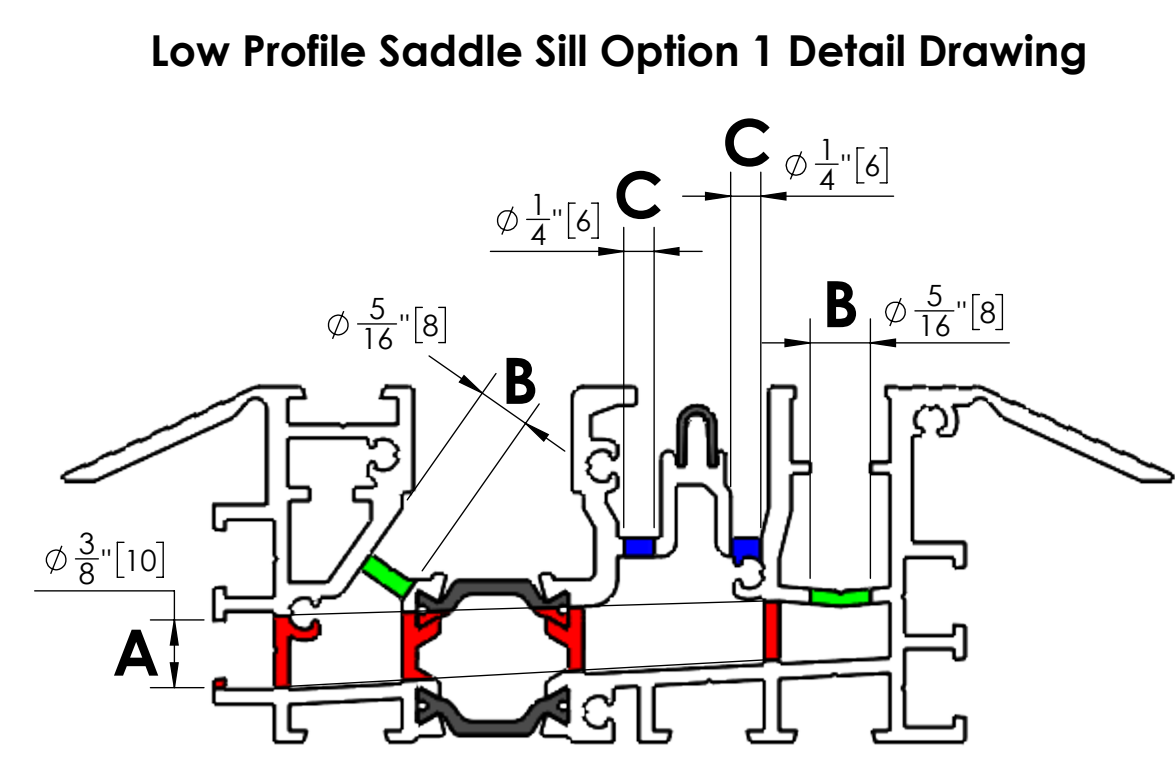 Low Profile Saddle Sill Option 1 Detail Drawing
C
∅ 1/4"[6]
C
∅ 1/4"[6]
B
∅ 5/16"[8]
∅ 5/16"[8]
B
∅ 3/8"[10]
A